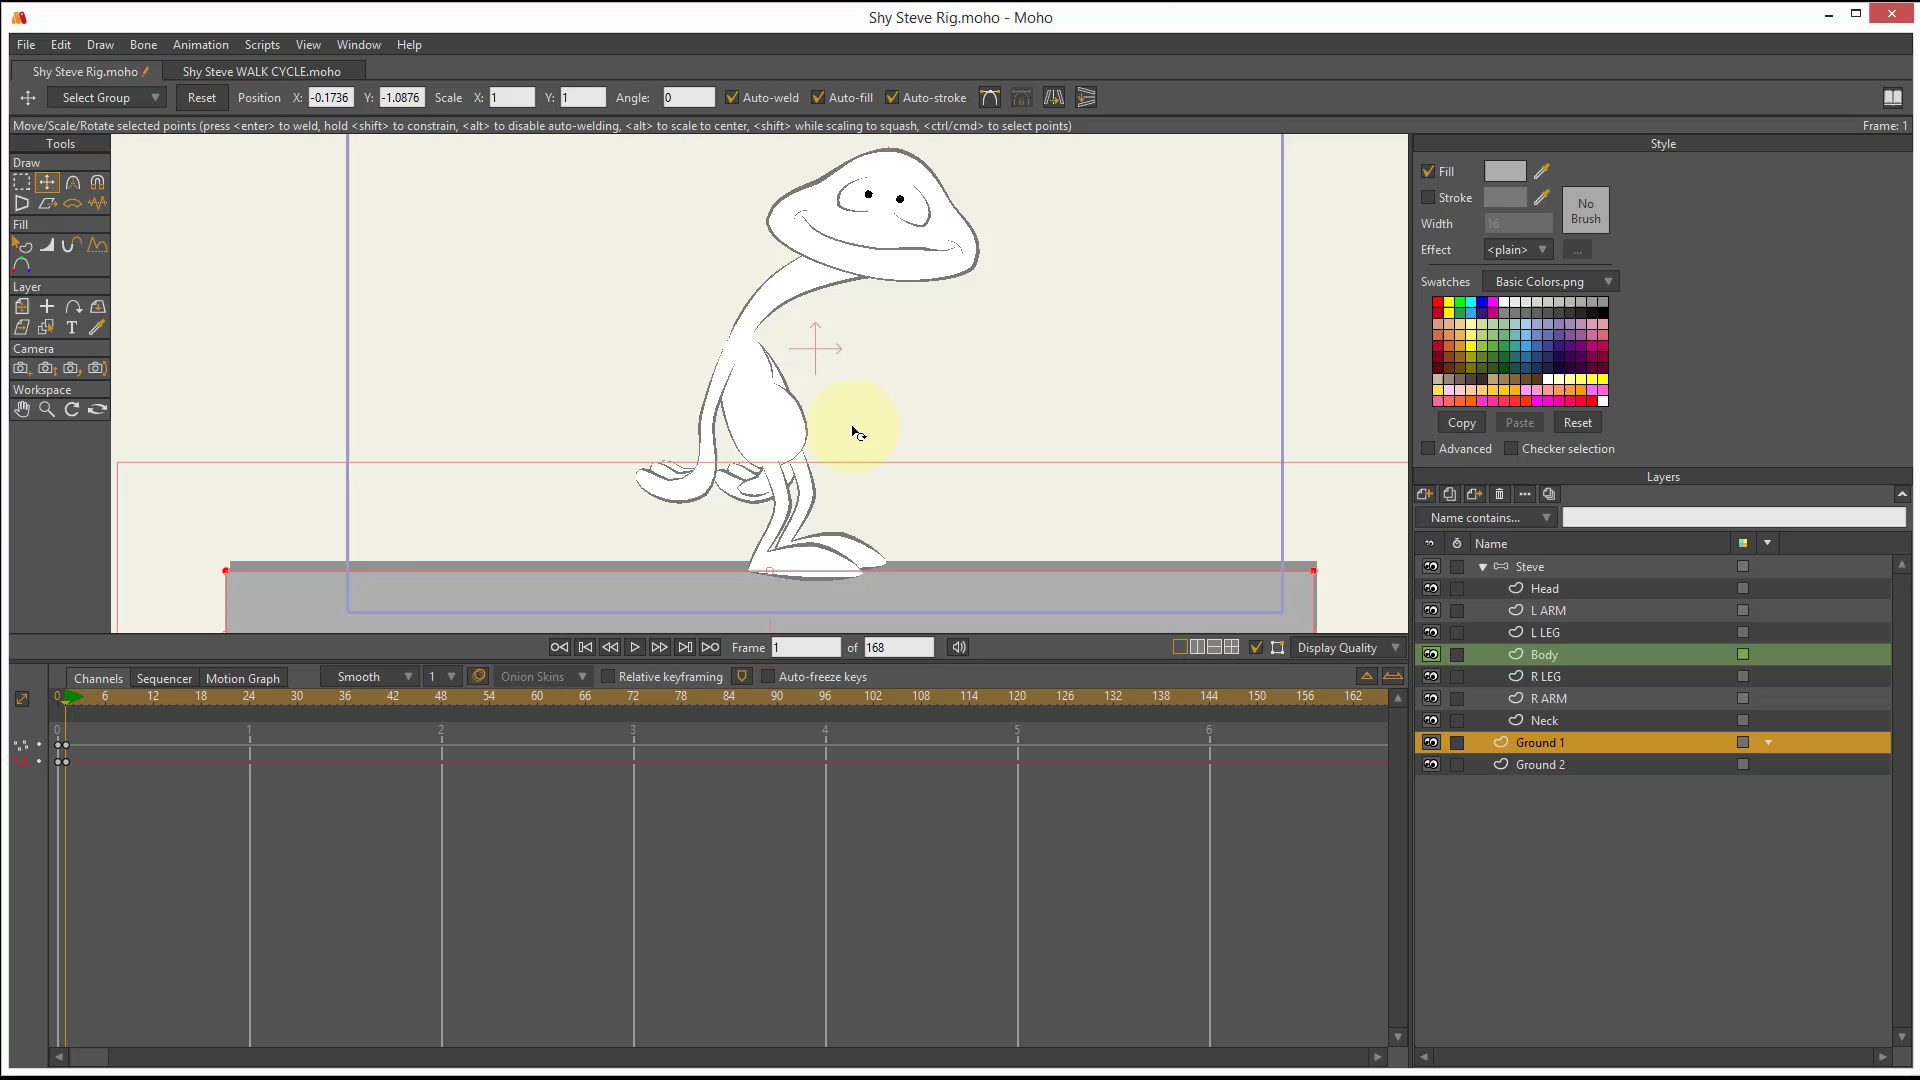 Shy Steve Rig.moho - Moho
File Edit Draw Bone Animation Scripts View Window Help
Shy Steve Rig.moho Shy Steve WALK CYCLE.moho
Select Group Reset Position X: -0.1736 Y: -1.0876 Scale X: 1 Y: 1 Angle: 0 Auto-weld Auto-fill Auto-stroke
Move/Scale/Rotate selected points (press <enter> to weld, hold <shift> to constrain, <alt> to disable auto-welding, <alt> to scale to center, <shift> while scaling to squash, <ctrl/cmd> to select points) Frame: 1
Tools
Draw
Fill
Layer
Camera
Workspace
Style
Fill
Stroke
No Brush
Width 16
Effect <plain> ...
Swatches Basic Colors.png
Copy Paste Reset
Advanced Checker selection
Layers
Name contains...
Name
Steve
Head
L ARM
L LEG
Body
R LEG
R ARM
Neck
Ground 1
Ground 2
Frame 1 of 168 Display Quality
Channels Sequencer Motion Graph Smooth 1 Onion Skins Relative keyframing Auto-freeze keys
0 6 12 18 24 30 36 42 48 54 60 66 72 78 84 90 96 102 108 114 120 126 132 138 144 150 156 162
0 1 2 3 4 5 6